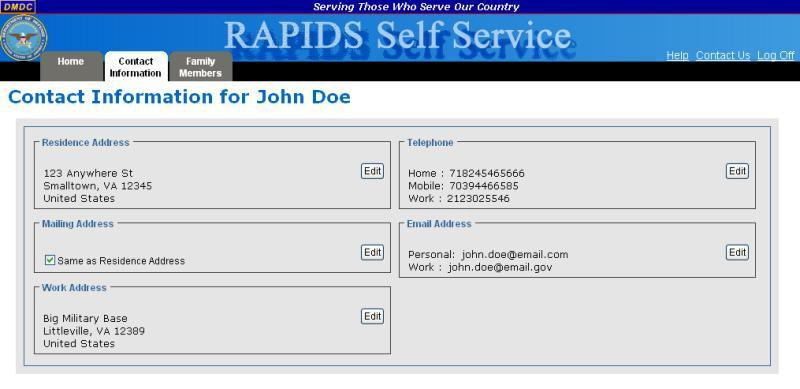 DMDC
Serving Those Who Serve Our Country
RAPIDS Self Service
Help Contact Us Log Off
Home
Contact Information
Family Members
Contact Information for John Doe
Residence Address
123 Anywhere St
Smalltown, VA 12345
United States
Edit
Telephone
Home : 718245465666
Mobile: 70394466585
Work : 2123025546
Edit
Mailing Address
Same as Residence Address
Edit
Email Address
Personal: john.doe@email.com
Work : john.doe@email.gov
Edit
Work Address
Big Military Base
Littleville, VA 12389
United States
Edit